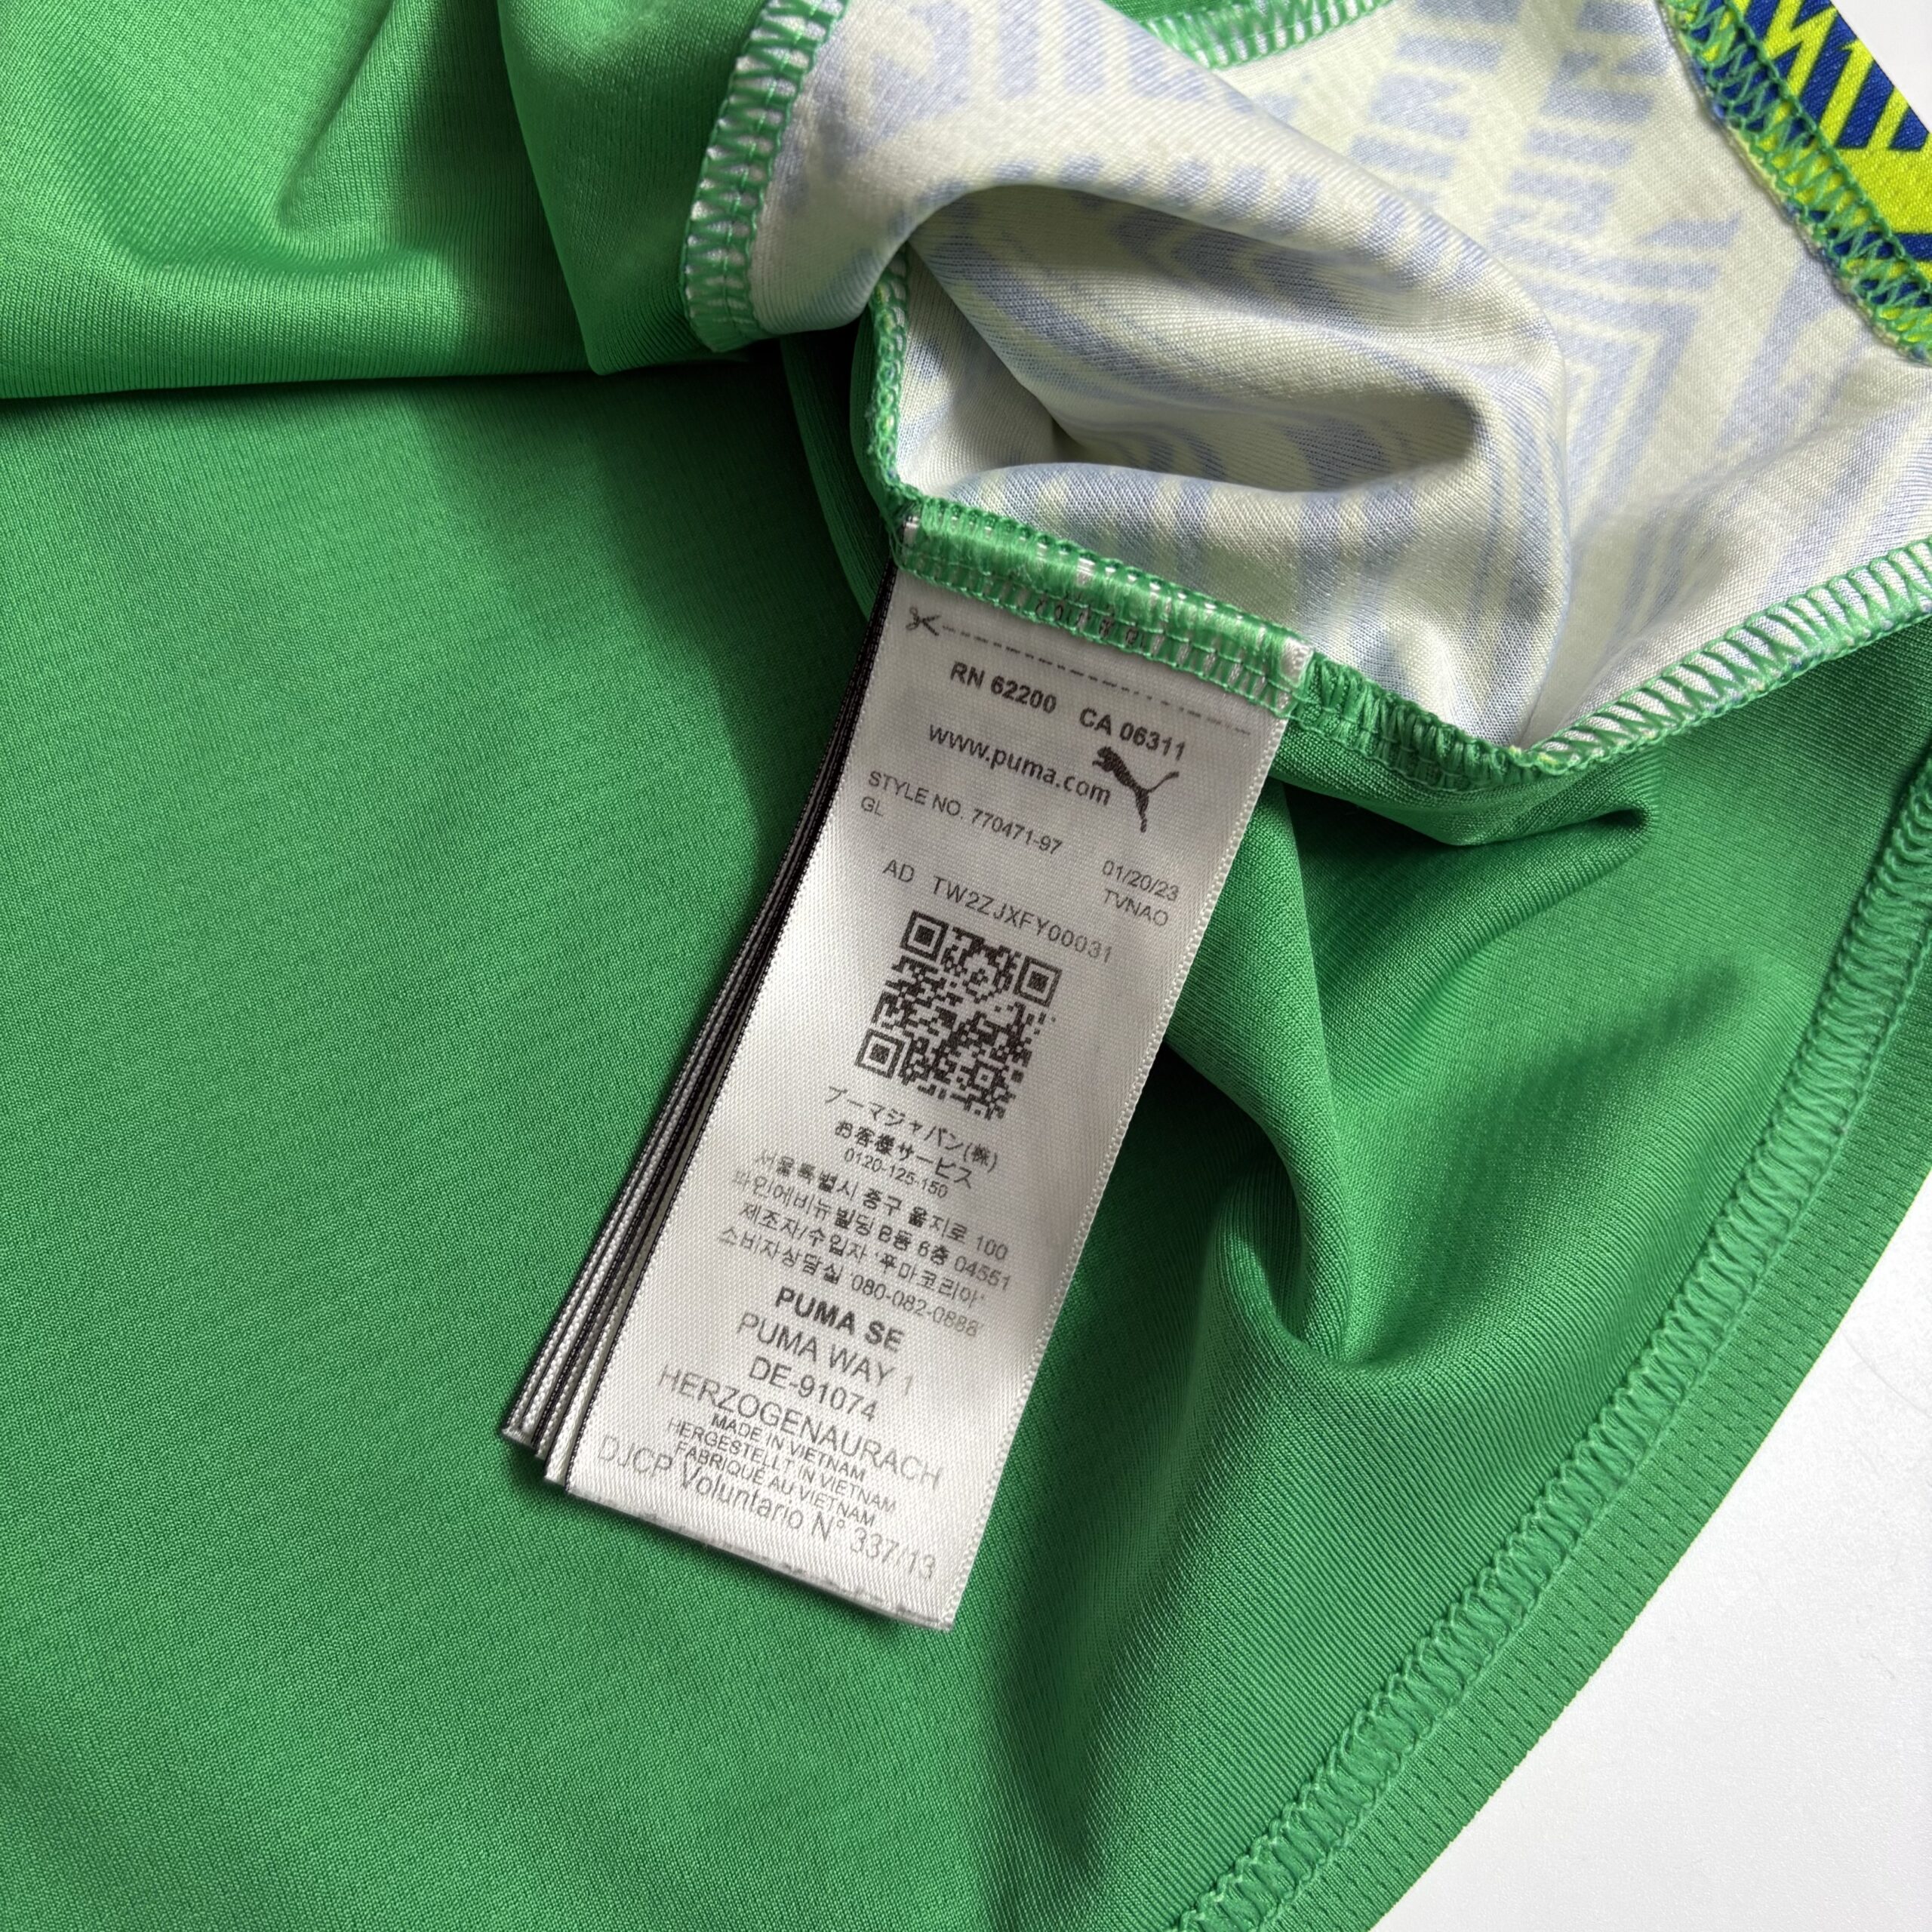 RN 62200 CA 06311
www.puma.com
STYLE NO. 770471-97
GL
01/20/23
TVNAO
AD TW2ZJXFY00031
プーマジャパン(株)
お客様サービス
0120-125-150
서울특별시 중구 을지로 100
파인에비뉴빌딩 B동 6층 04551
제조자/수입자 '푸마코리아'
소비자상담실 080-082-0888
PUMA SE
PUMA WAY 1
DE-91074
HERZOGENAURACH
MADE IN VIETNAM
HERGESTELLT IN VIETNAM
FABRIQUÉ AU VIETNAM
DJCP Voluntario N° 337/13